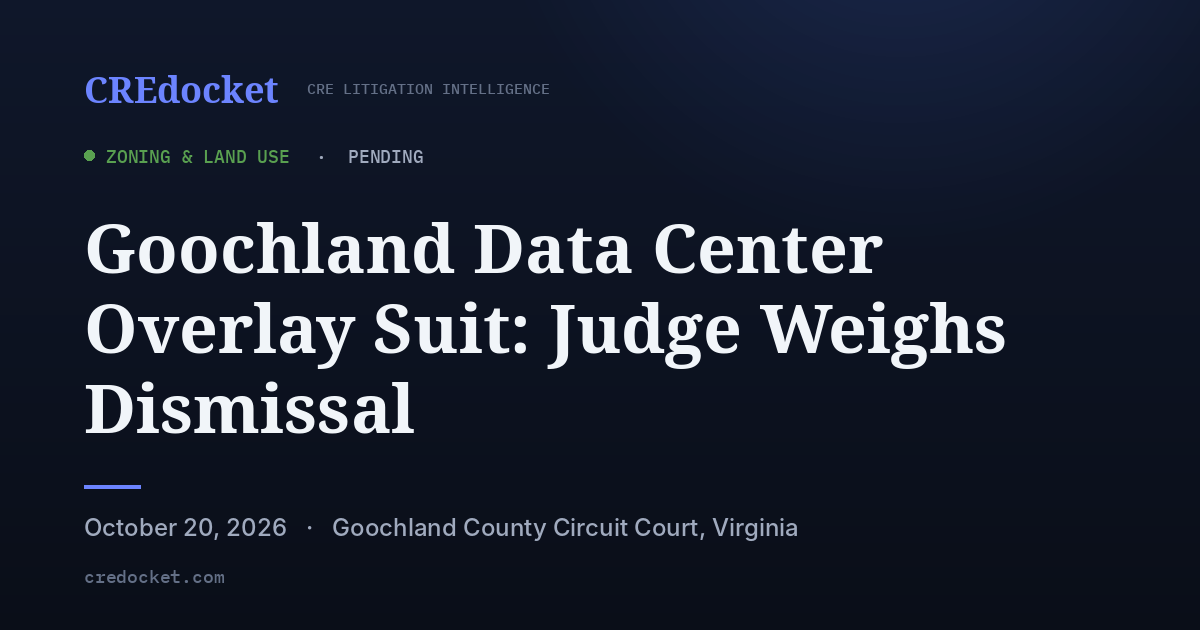 CREdocket CRE LITIGATION INTELLIGENCE
ZONING & LAND USE · PENDING
Goochland Data Center
Overlay Suit: Judge Weighs
Dismissal
October 20, 2026 · Goochland County Circuit Court, Virginia
credocket.com